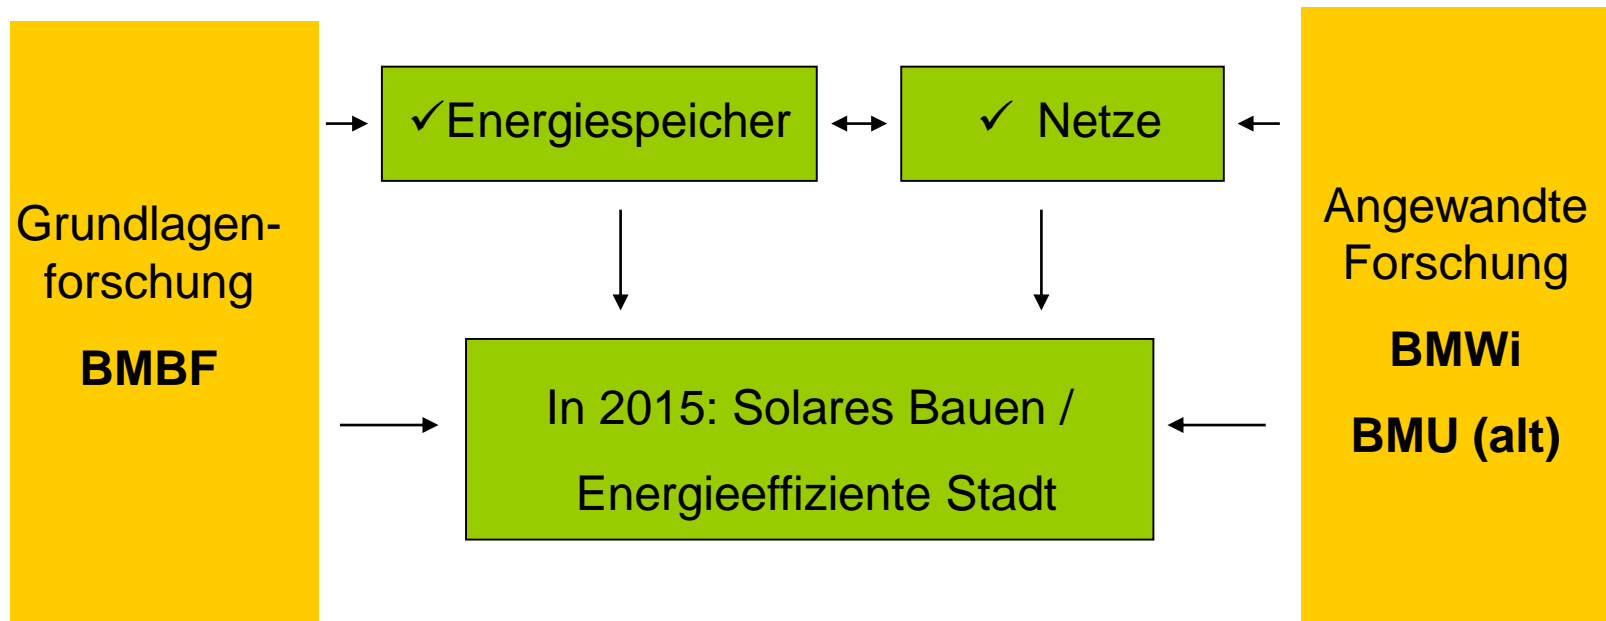 Grundlagen-
forschung
BMBF
✓Energiespeicher
✓ Netze
In 2015: Solares Bauen /
Energieeffiziente Stadt
Angewandte
Forschung
BMWi
BMU (alt)